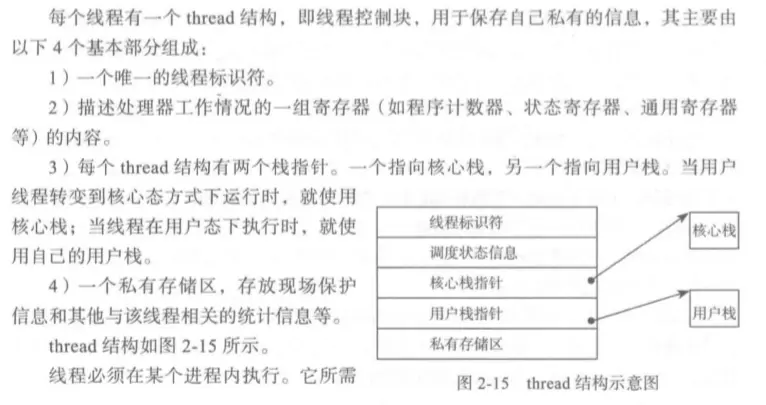 每个线程有一个 thread 结构，即线程控制块，用于保存自己私有的信息，其主要由
以下 4 个基本部分组成：
1）一个唯一的线程标识符。
2）描述处理器工作情况的一组寄存器（如程序计数器、状态寄存器、通用寄存器
等）的内容。
3）每个 thread 结构有两个栈指针。一个指向核心栈，另一个指向用户栈。当用户
线程转变到核心态方式下运行时，就使用
核心栈；当线程在用户态下执行时，就使
用自己的用户栈。
4）一个私有存储区，存放现场保护
信息和其他与该线程相关的统计信息等。
thread 结构如图 2-15 所示。
线程必须在某个进程内执行。它所需
线程标识符
调度状态信息
核心栈指针
用户栈指针
私有存储区
核心栈
用户栈
图 2-15 thread 结构示意图